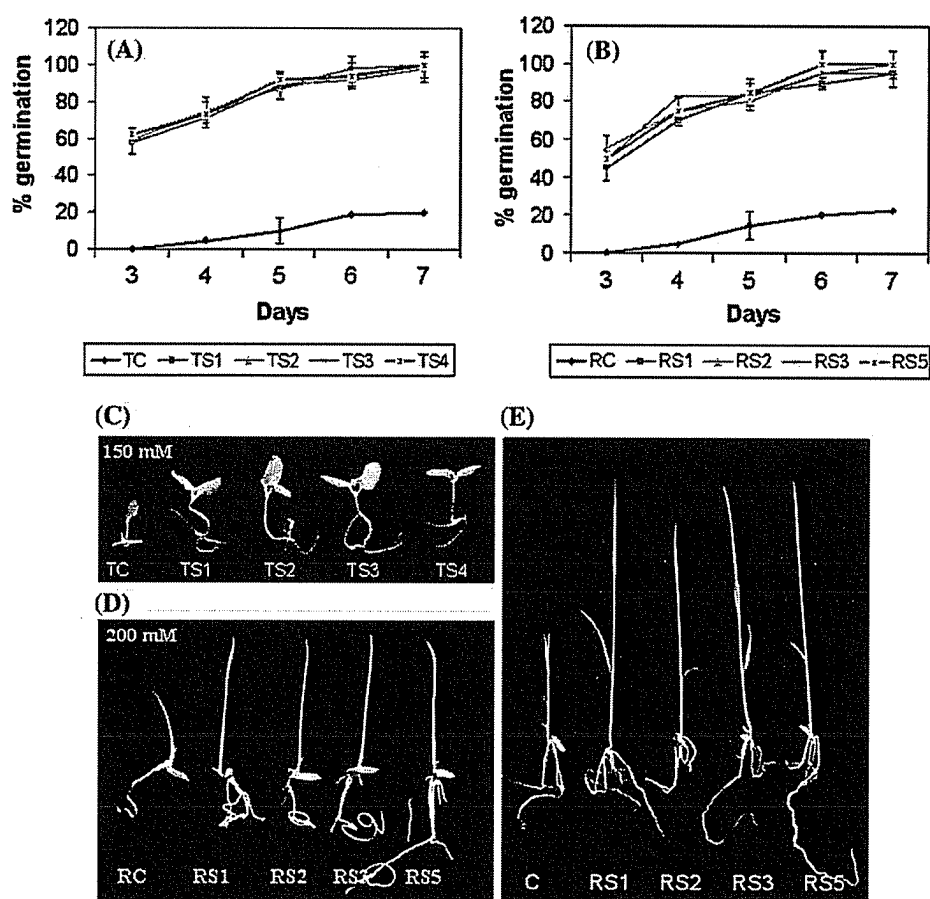 (A)
120
100
80
60
40
20
0
% germination
3 4 5 6 7
Days
TC TS1 TS2 TS3 TS4
(B)
120
100
80
60
40
20
0
% germination
3 4 5 6 7
Days
RC RS1 RS2 RS3 RS5
(C)
150 mM
TC TS1 TS2 TS3 TS4
(D)
200 mM
RC RS1 RS2 RS3 RS5
(E)
C RS1 RS2 RS3 RS5